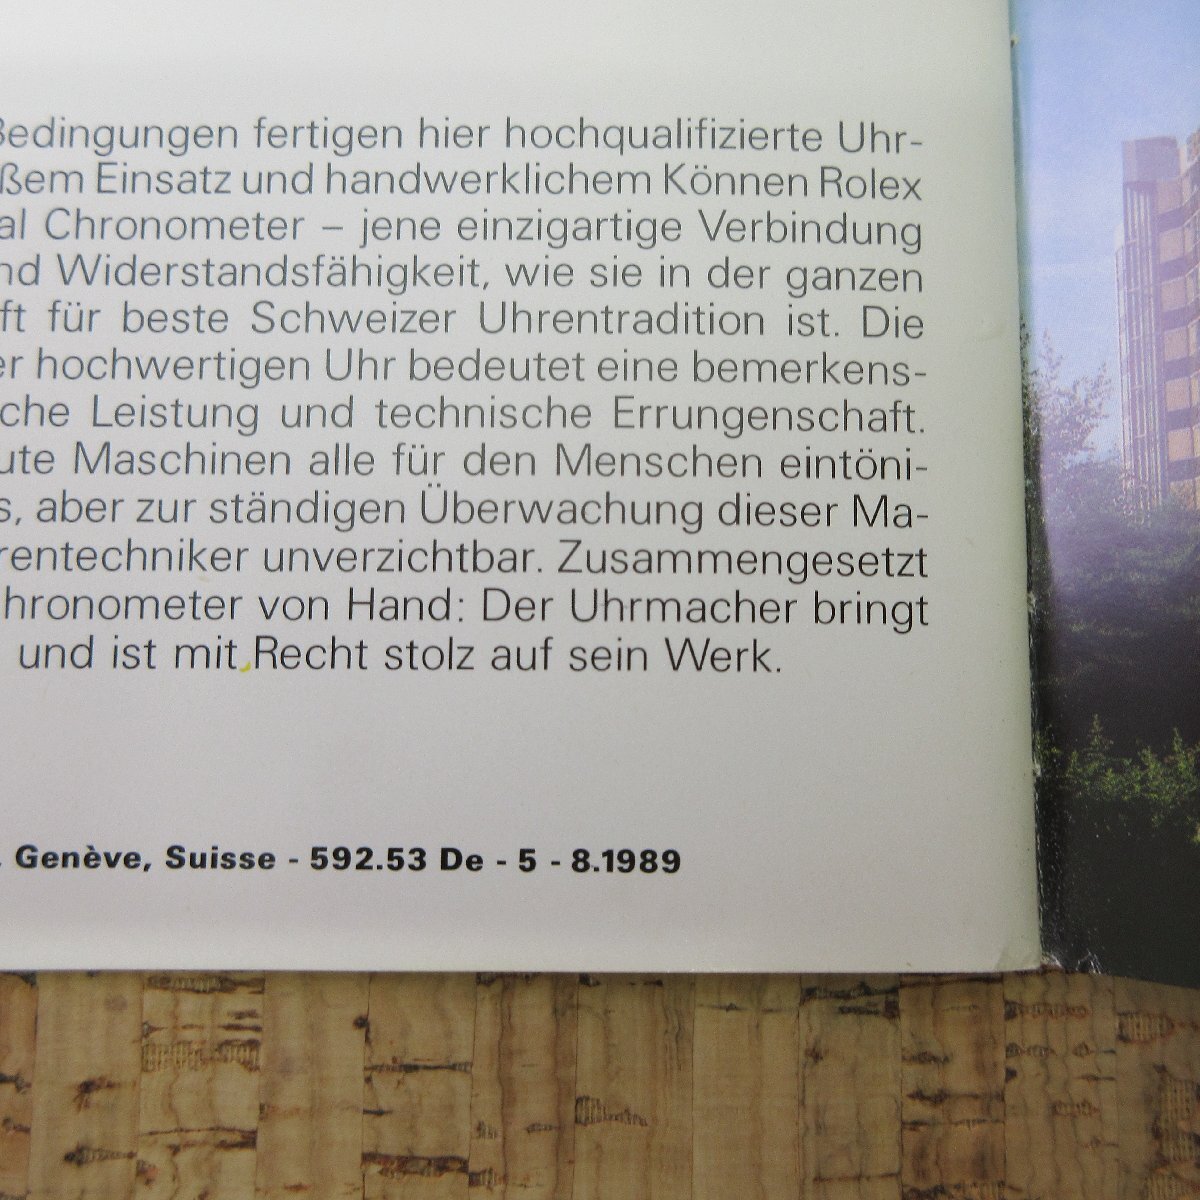 Bedingungen fertigen hier hochqualifizierte Uhr-
ßem Einsatz und handwerklichem Können Rolex
al Chronometer – jene einzigartige Verbindung
nd Widerstandsfähigkeit, wie sie in der ganzen
ft für beste Schweizer Uhrentradition ist. Die
er hochwertigen Uhr bedeutet eine bemerkens-
che Leistung und technische Errungenschaft.
ute Maschinen alle für den Menschen eintöni-
s, aber zur ständigen Überwachung dieser Ma-
rentechniker unverzichtbar. Zusammengesetzt
hronometer von Hand: Der Uhrmacher bringt
und ist mit Recht stolz auf sein Werk.
, Genève, Suisse - 592.53 De - 5 - 8.1989